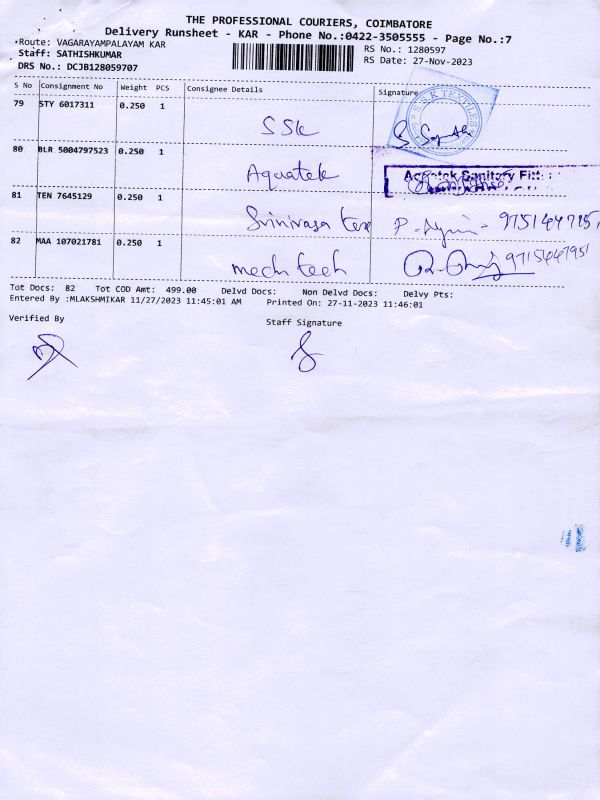 THE PROFESSIONAL COURIERS, COIMBATORE
Delivery Runsheet - KAR - Phone No.:0422-3505555 - Page No.:7
Route: VAGARAYAMPALAYAM KAR
RS No.: 1280597
Staff: SATHISHKUMAR
RS Date: 27-Nov-2023
DRS No.: DCJB128059707
S No Consignment No Weight PCS Consignee Details Signature
79 STY 6017311 0.250 1
SSK
80 BLR 5004797523 0.250 1
Aquatek
Sanitary Fitt
81 TEN 7645129 0.250 1
Srinivasa tex
82 MAA 107021781 0.250 1
mech tech 9715447951
Tot Docs: 82 Tot COD Amt: 499.00 Delvd Docs: Non Delvd Docs: Delvy Pts:
Entered By :MLAKSHMIKAR 11/27/2023 11:45:01 AM Printed On: 27-11-2023 11:46:01
Verified By
Staff Signature